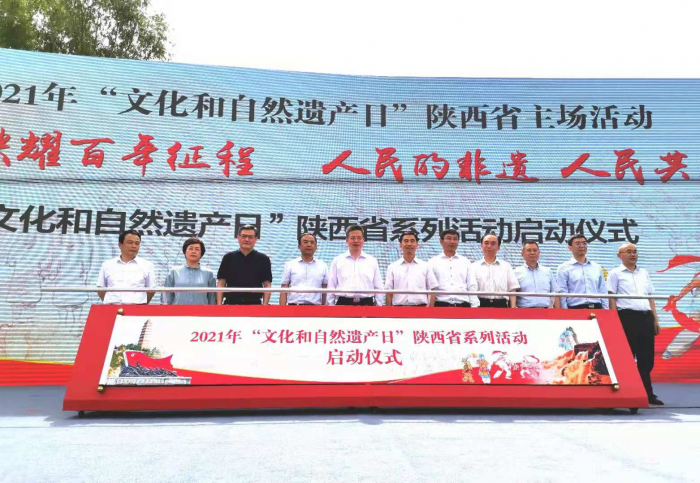 021年“文化和自然遗产日”陕西省主场活动
耀百年征程 人民的非遗 人民共
文化和自然遗产日”陕西省系列活动启动仪式
2021年“文化和自然遗产日”陕西省系列活动
启动仪式